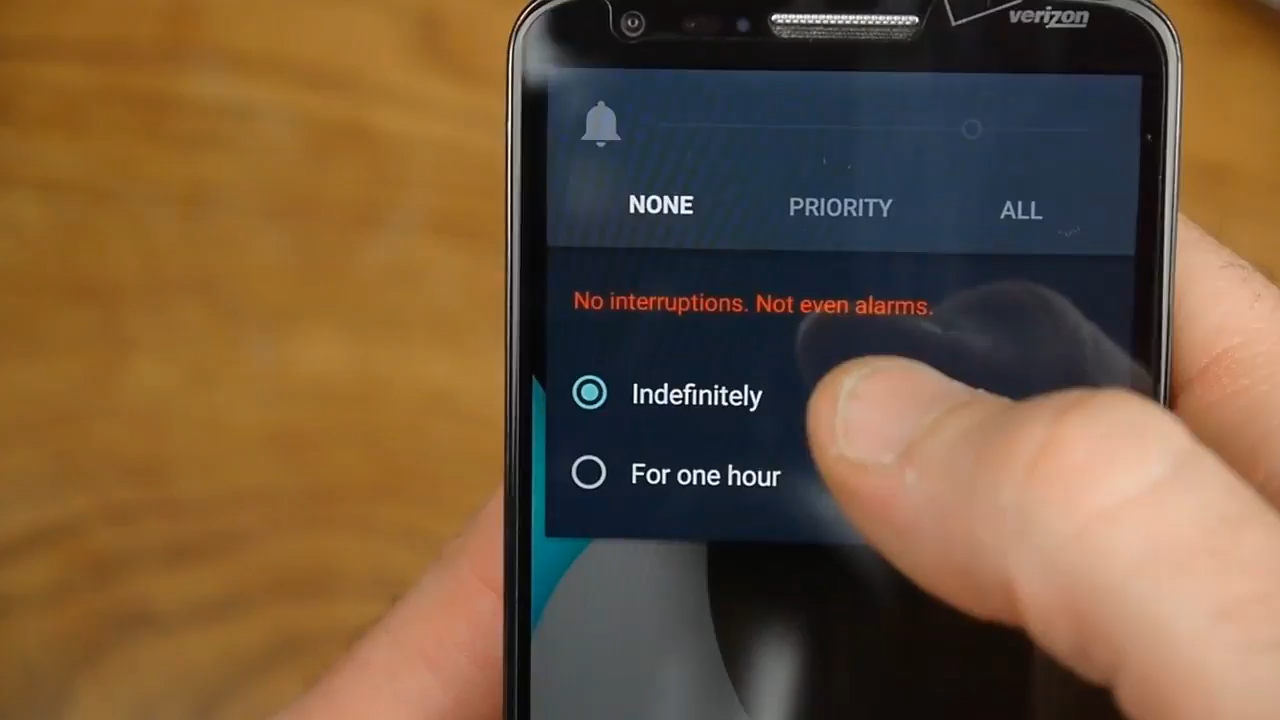 verizon
NONE PRIORITY ALL
No interruptions. Not even alarms.
Indefinitely
For one hour